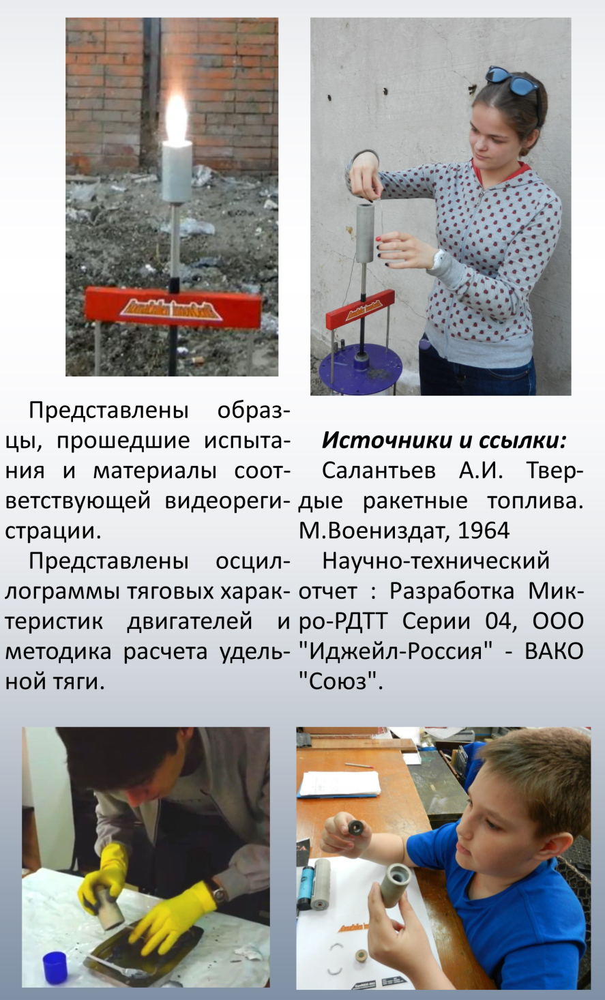 Представлены образ-
цы, прошедшие испыта-
ния и материалы соот-
ветствующей видеореги-
страции.
Представлены осцил-
лограммы тяговых харак-
теристик двигателей и
методика расчета удель-
ной тяги.
Источники и ссылки:
Салантьев А.И. Твер-
дые ракетные топлива.
М.Воениздат, 1964
Научно-технический
отчет : Разработка Мик-
ро-РДТТ Серии 04, ООО
"Иджейл-Россия" - ВАКО
"Союз".